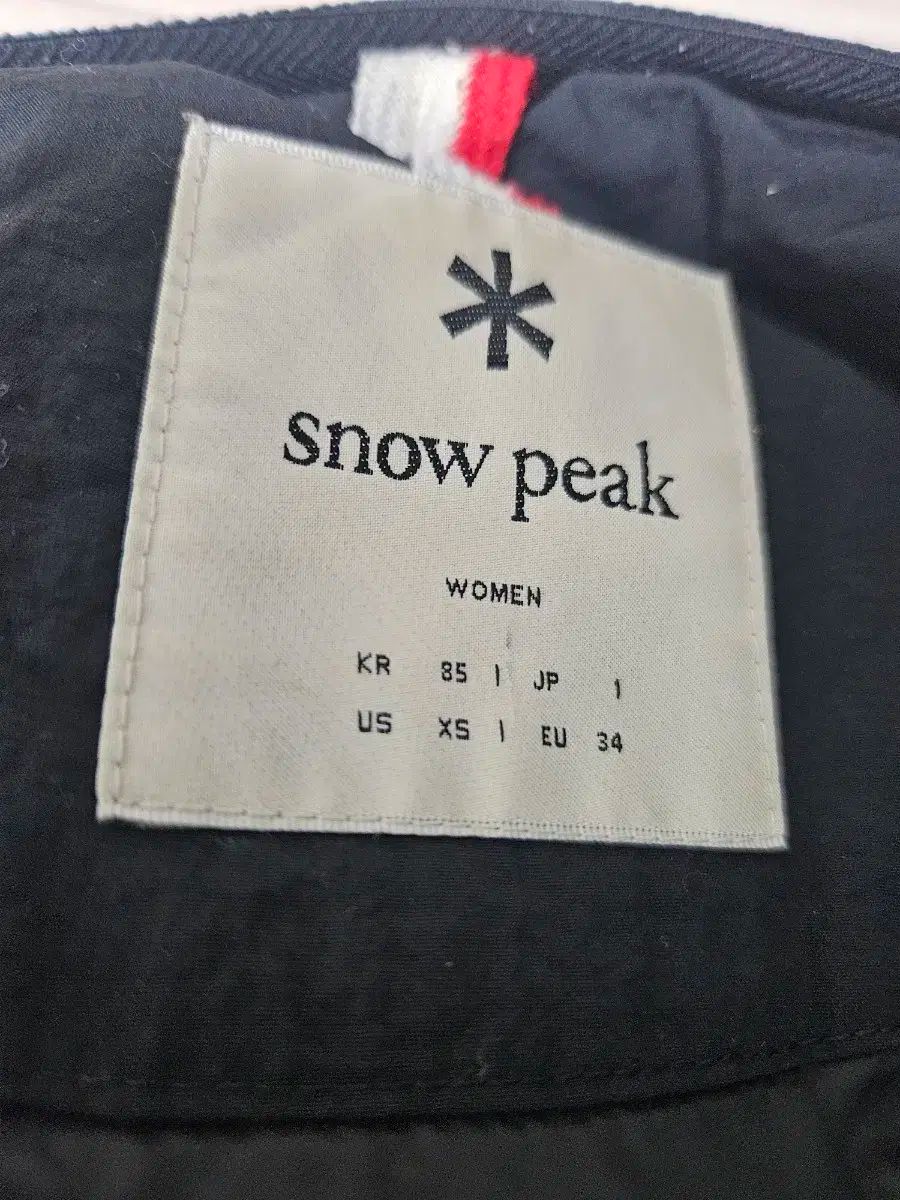 snow peak
WOMEN
KR 85 | JP 1
US XS | EU 34